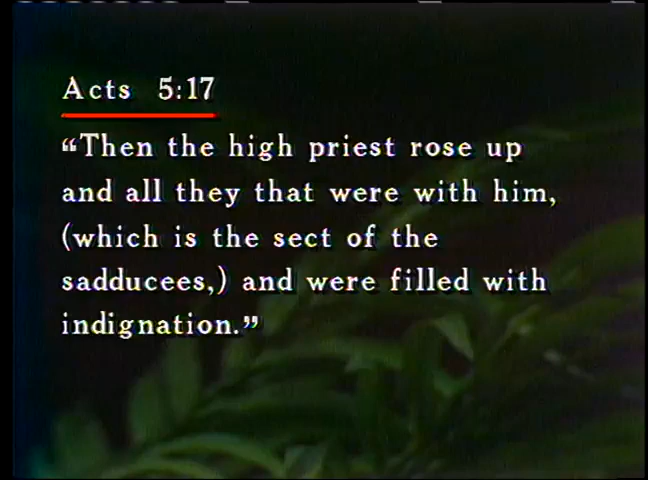 Acts 5:17
“Then the high priest rose up
and all they that were with him,
(which is the sect of the
sadducees,) and were filled with
indignation.”